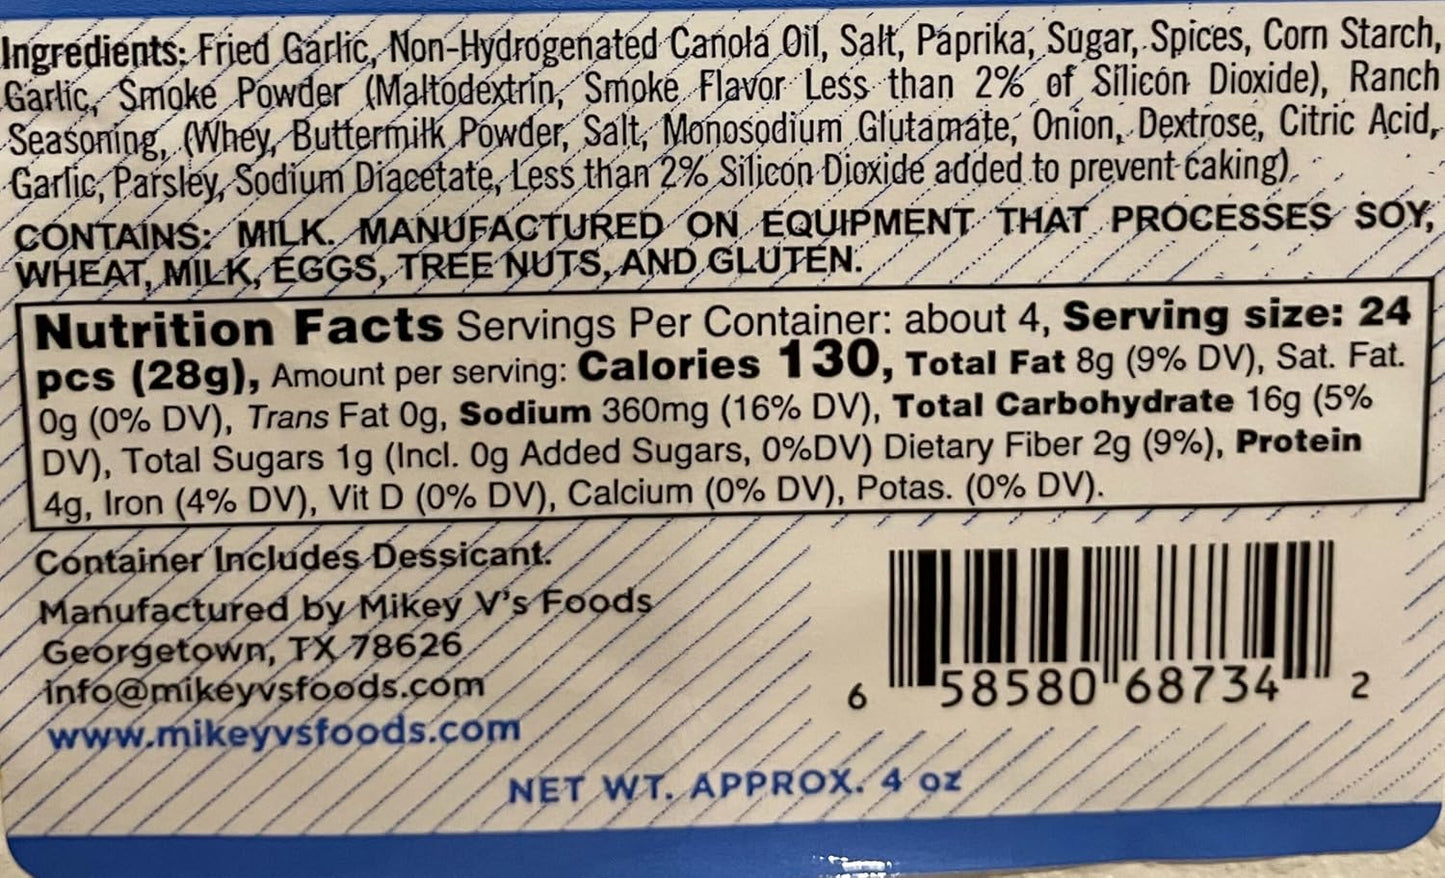 Ingredients: Fried Garlic, Non-Hydrogenated Canola Oil, Salt, Paprika, Sugar, Spices, Corn Starch,
Garlic, Smoke Powder (Maltodextrin, Smoke Flavor Less than 2% of Silicon Dioxide), Ranch
Seasoning, (Whey, Buttermilk Powder, Salt, Monosodium Glutamate, Onion, Dextrose, Citric Acid,
Garlic, Parsley, Sodium Diacetate, Less than 2% Silicon Dioxide added to prevent caking)
CONTAINS: MILK. MANUFACTURED ON EQUIPMENT THAT PROCESSES SOY,
WHEAT, MILK, EGGS, TREE NUTS, AND GLUTEN.
Nutrition Facts Servings Per Container: about 4, Serving size: 24
pcs (28g), Amount per serving: Calories 130, Total Fat 8g (9% DV), Sat. Fat.
0g (0% DV), Trans Fat 0g, Sodium 360mg (16% DV), Total Carbohydrate 16g (5%
DV), Total Sugars 1g (Incl. 0g Added Sugars, 0%DV) Dietary Fiber 2g (9%), Protein
4g, Iron (4% DV), Vit D (0% DV), Calcium (0% DV), Potas. (0% DV).
Container Includes Dessicant.
Manufactured by Mikey V's Foods
Georgetown, TX 78626
info@mikeyvsfoods.com
www.mikeyvsfoods.com
6 58580 68734 2
NET WT. APPROX. 4 oz